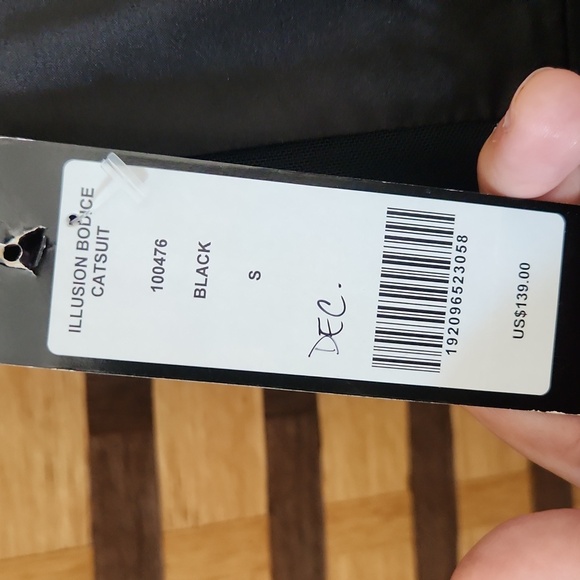 ILLUSION BODICE
CATSUIT
100476
BLACK
S
DEC.
192096523058
US$139.00